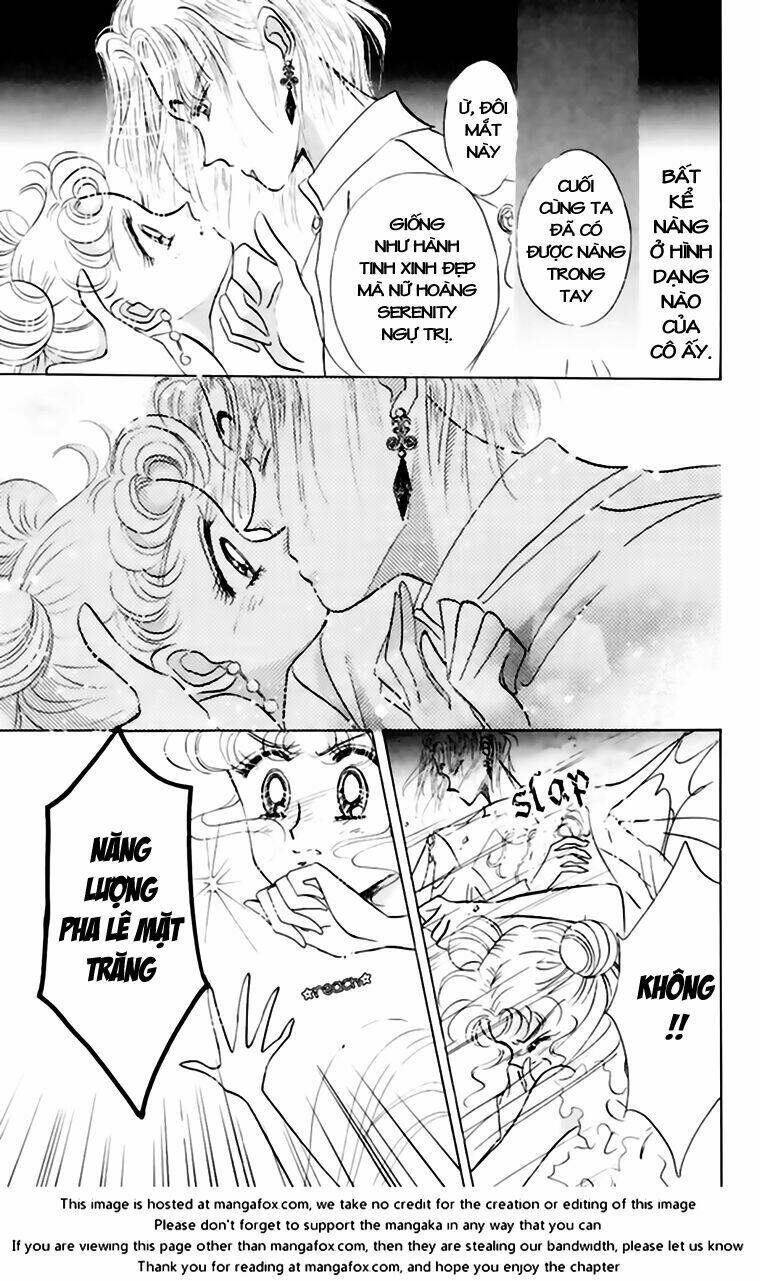 BẤT
KỂ
NÀNG
Ở HÌNH
DẠNG
NÀO
CỦA
CÔ ẤY.
CUỐI
CÙNG TA
ĐÃ CÓ
ĐƯỢC NÀNG
TRONG
TAY
Ừ, ĐÔI
MẮT
NÀY
GIỐNG
NHƯ HÀNH
TINH XINH ĐẸP
MÀ NỮ HOÀNG
SERENITY
NGỰ TRỊ.
slap
KHÔNG
!!
NĂNG
LƯỢNG
PHA LÊ MẶT
TRĂNG
☆reach☆
This image is hosted at mangafox.com, we take no credit for the creation or editing of this image
Please don't forget to support the mangaka in any way that you can
If you are viewing this page other than mangafox.com, then they are stealing our bandwidth, please let us know
Thank you for reading at mangafox.com, and hope you enjoy the chapter